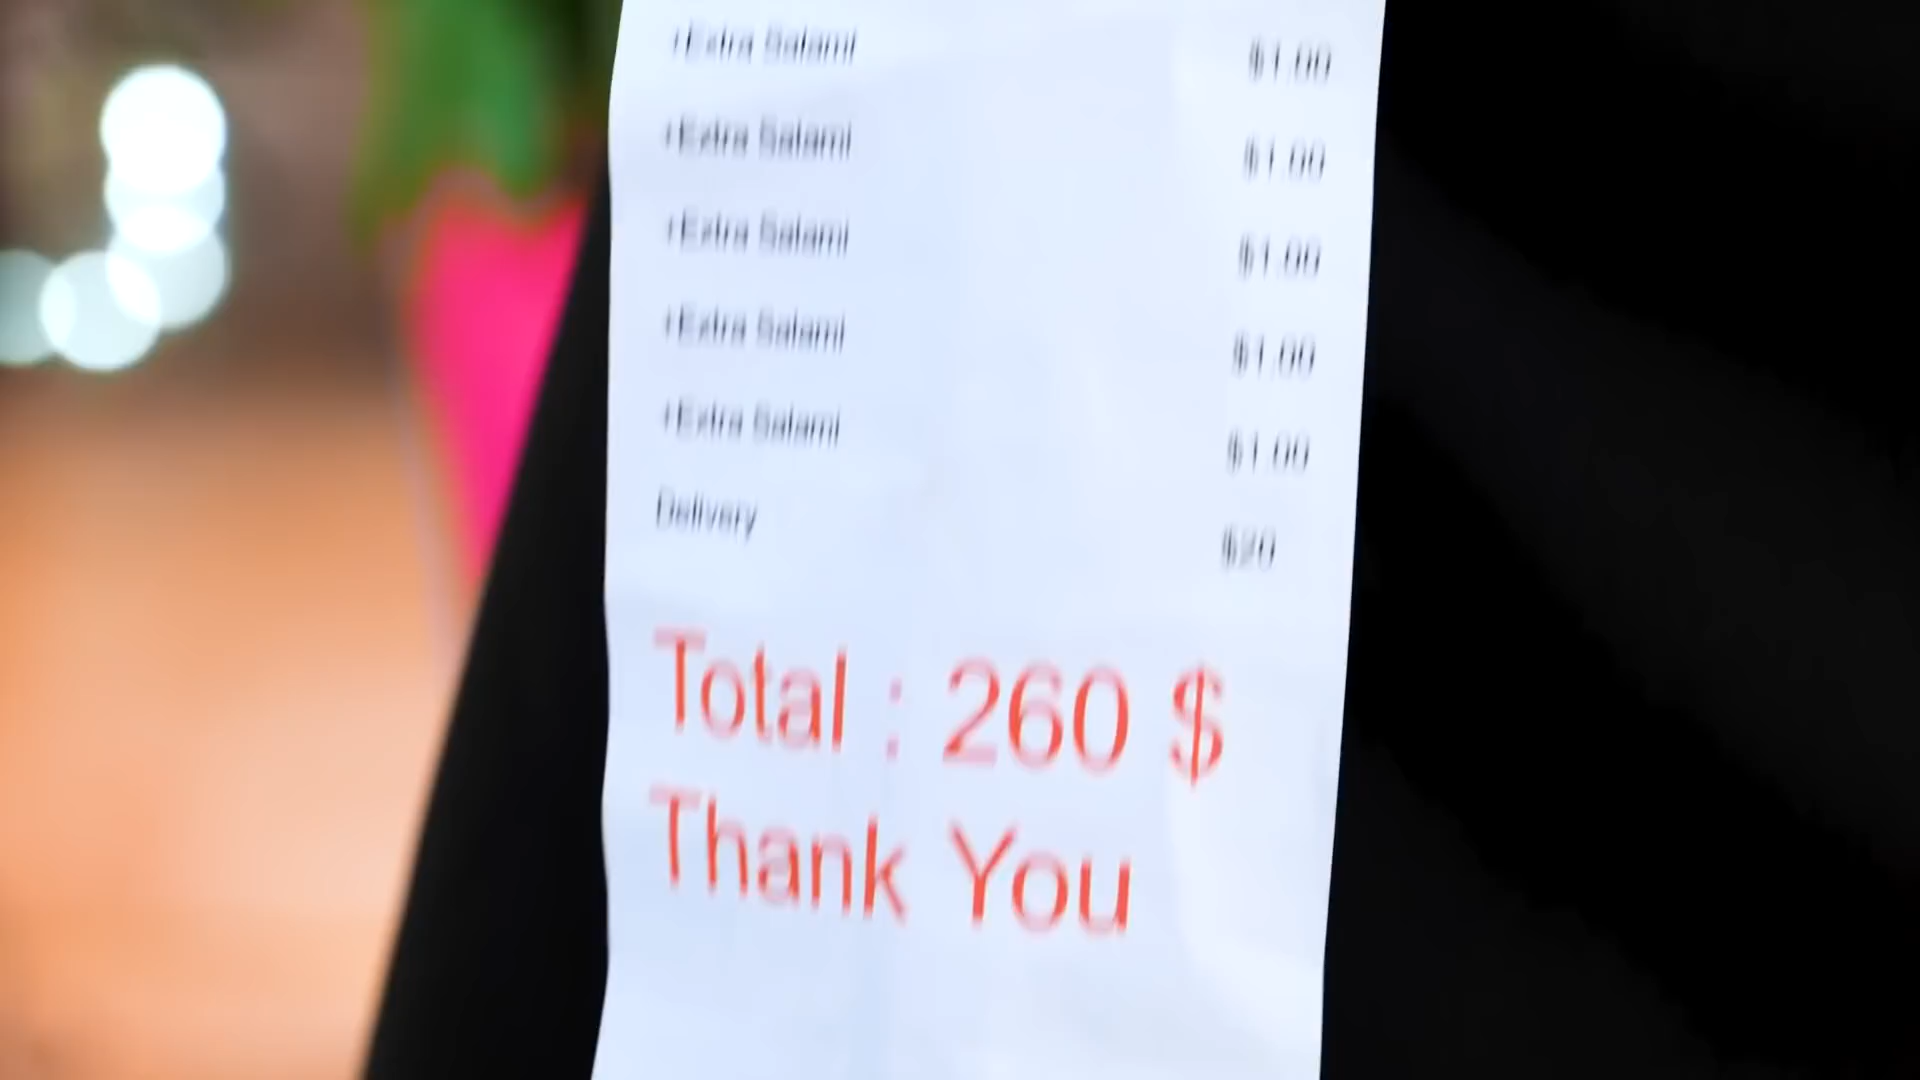 +Extra Salami $1.00
+Extra Salami $1.00
+Extra Salami $1.00
+Extra Salami $1.00
+Extra Salami $1.00
Delivery $20
Total : 260 $
Thank You